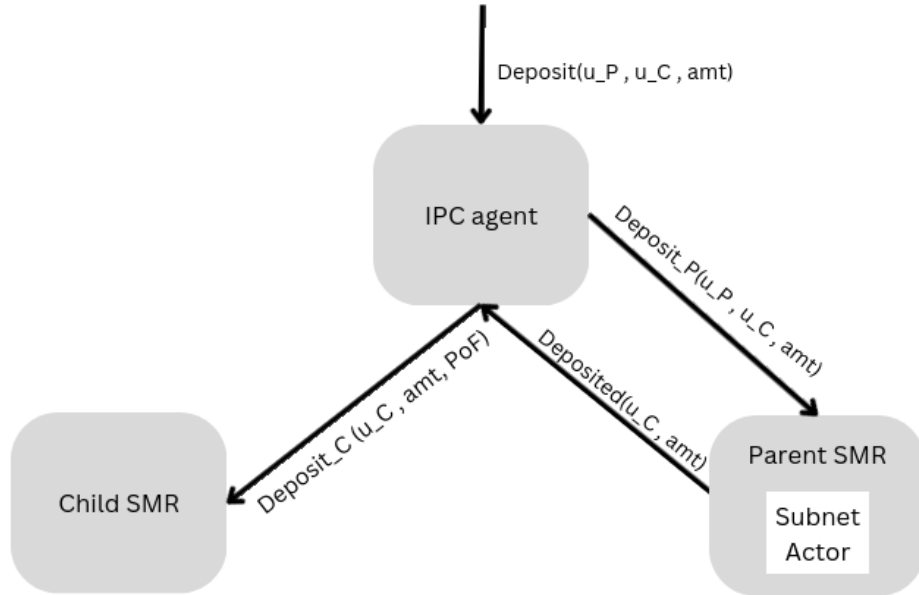 Deposit(u_P , u_C , amt)
IPC agent
Deposit_P(u_P , u_C , amt)
Deposited(u_C , amt)
Deposit_C (u_C , amt, PoF)
Child SMR
Parent SMR
Subnet
Actor